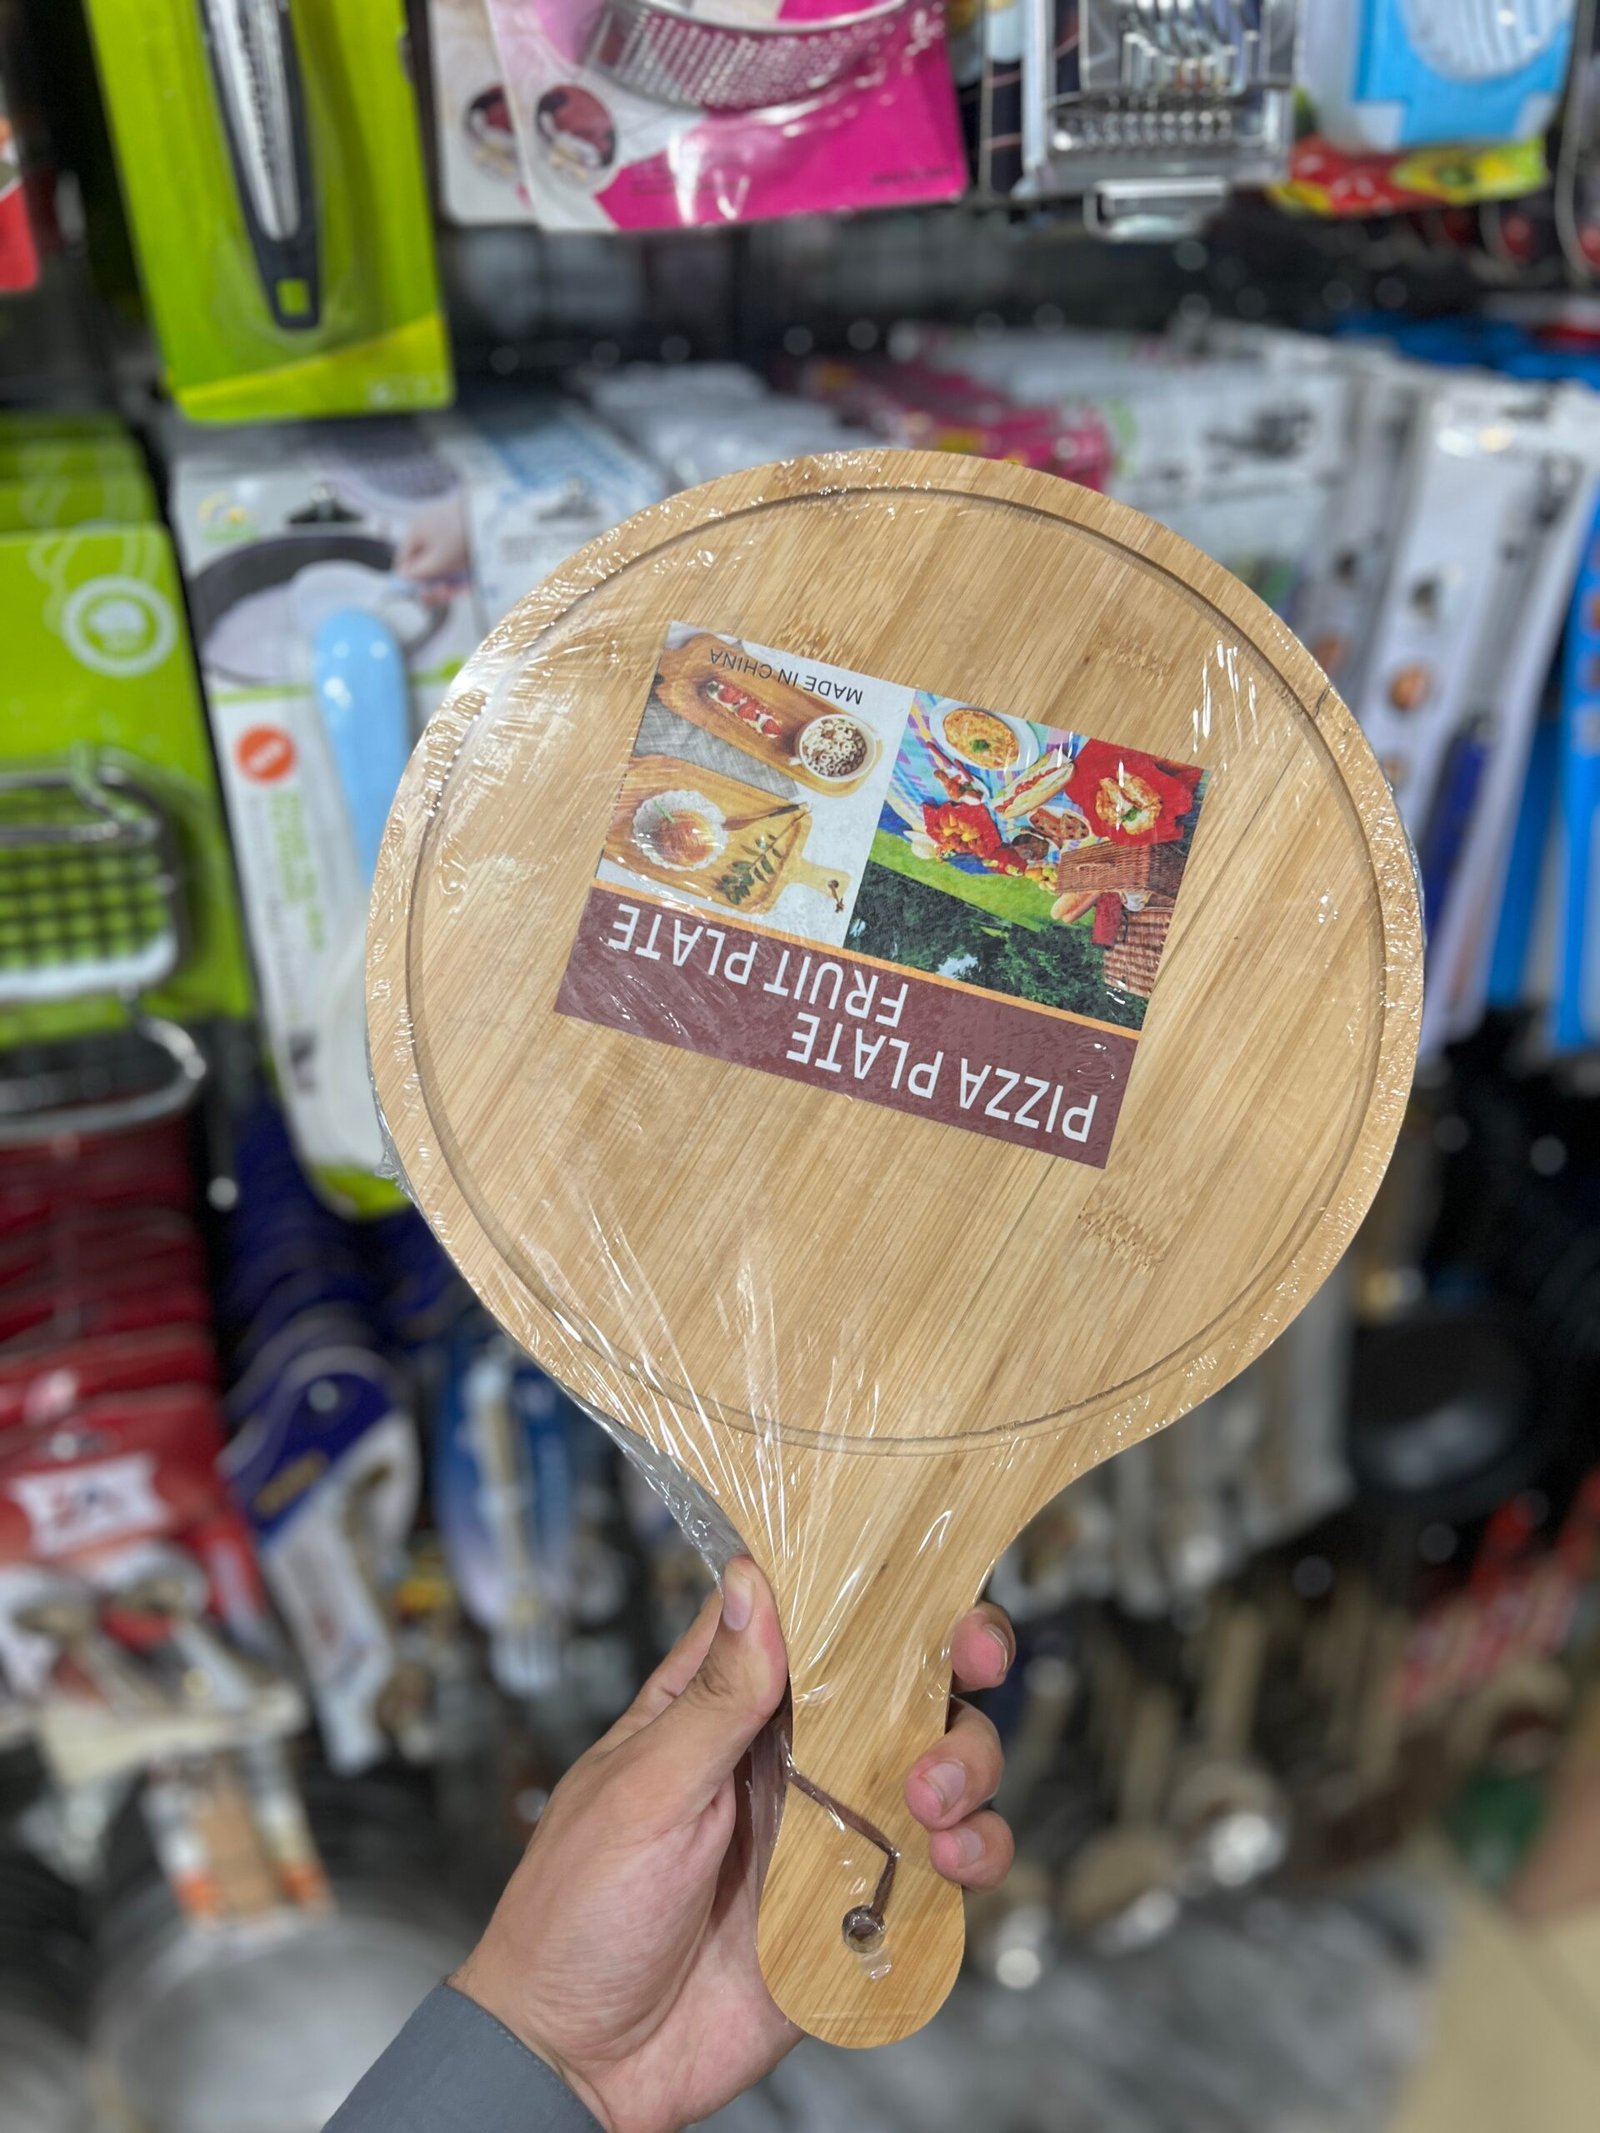 PIZZA PLATE
FRUIT PLATE
MADE IN CHINA